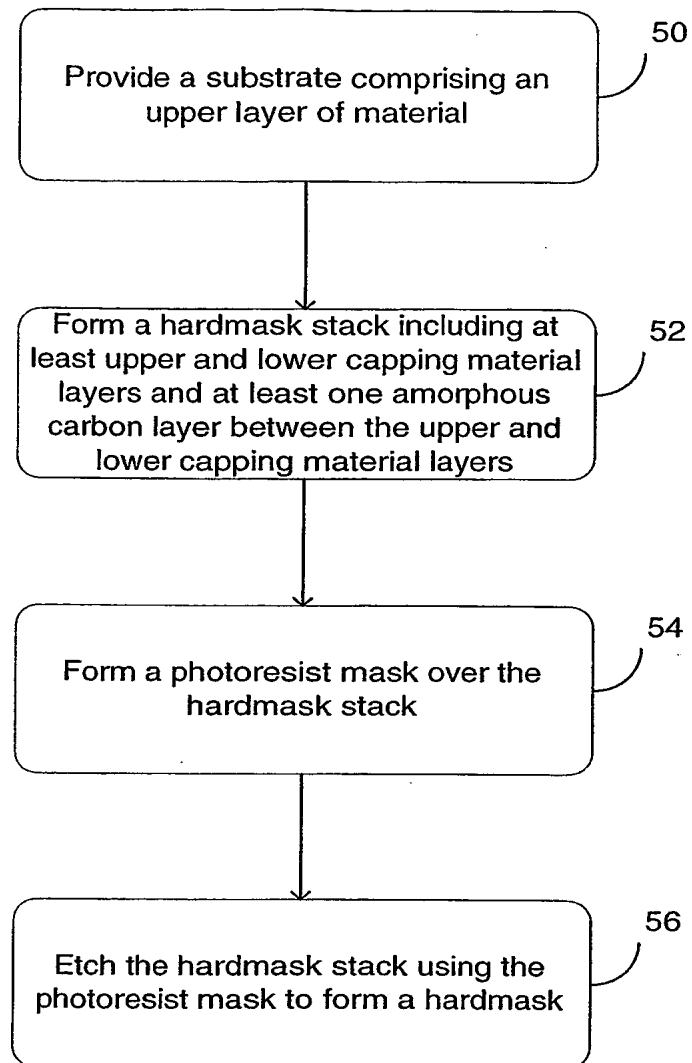 50
Provide a substrate comprising an
upper layer of material
52
Form a hardmask stack including at
least upper and lower capping material
layers and at least one amorphous
carbon layer between the upper and
lower capping material layers
54
Form a photoresist mask over the
hardmask stack
56
Etch the hardmask stack using the
photoresist mask to form a hardmask